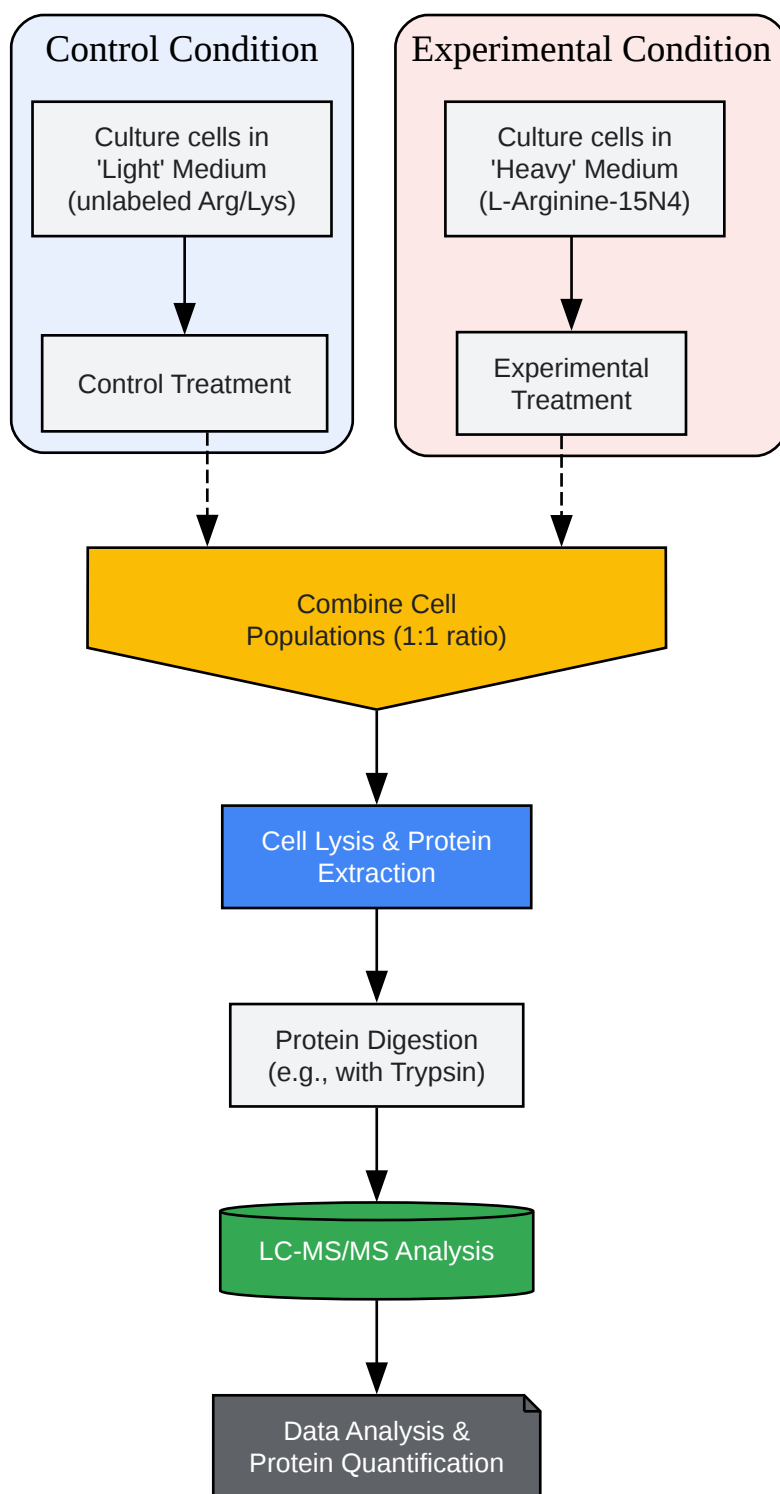 Control Condition
Culture cells in
'Light' Medium
(unlabeled Arg/Lys)
Control Treatment
Experimental Condition
Culture cells in
'Heavy' Medium
(L-Arginine-15N4)
Experimental
Treatment
Combine Cell
Populations (1:1 ratio)
Cell Lysis & Protein
Extraction
Protein Digestion
(e.g., with Trypsin)
LC-MS/MS Analysis
Data Analysis &
Protein Quantification